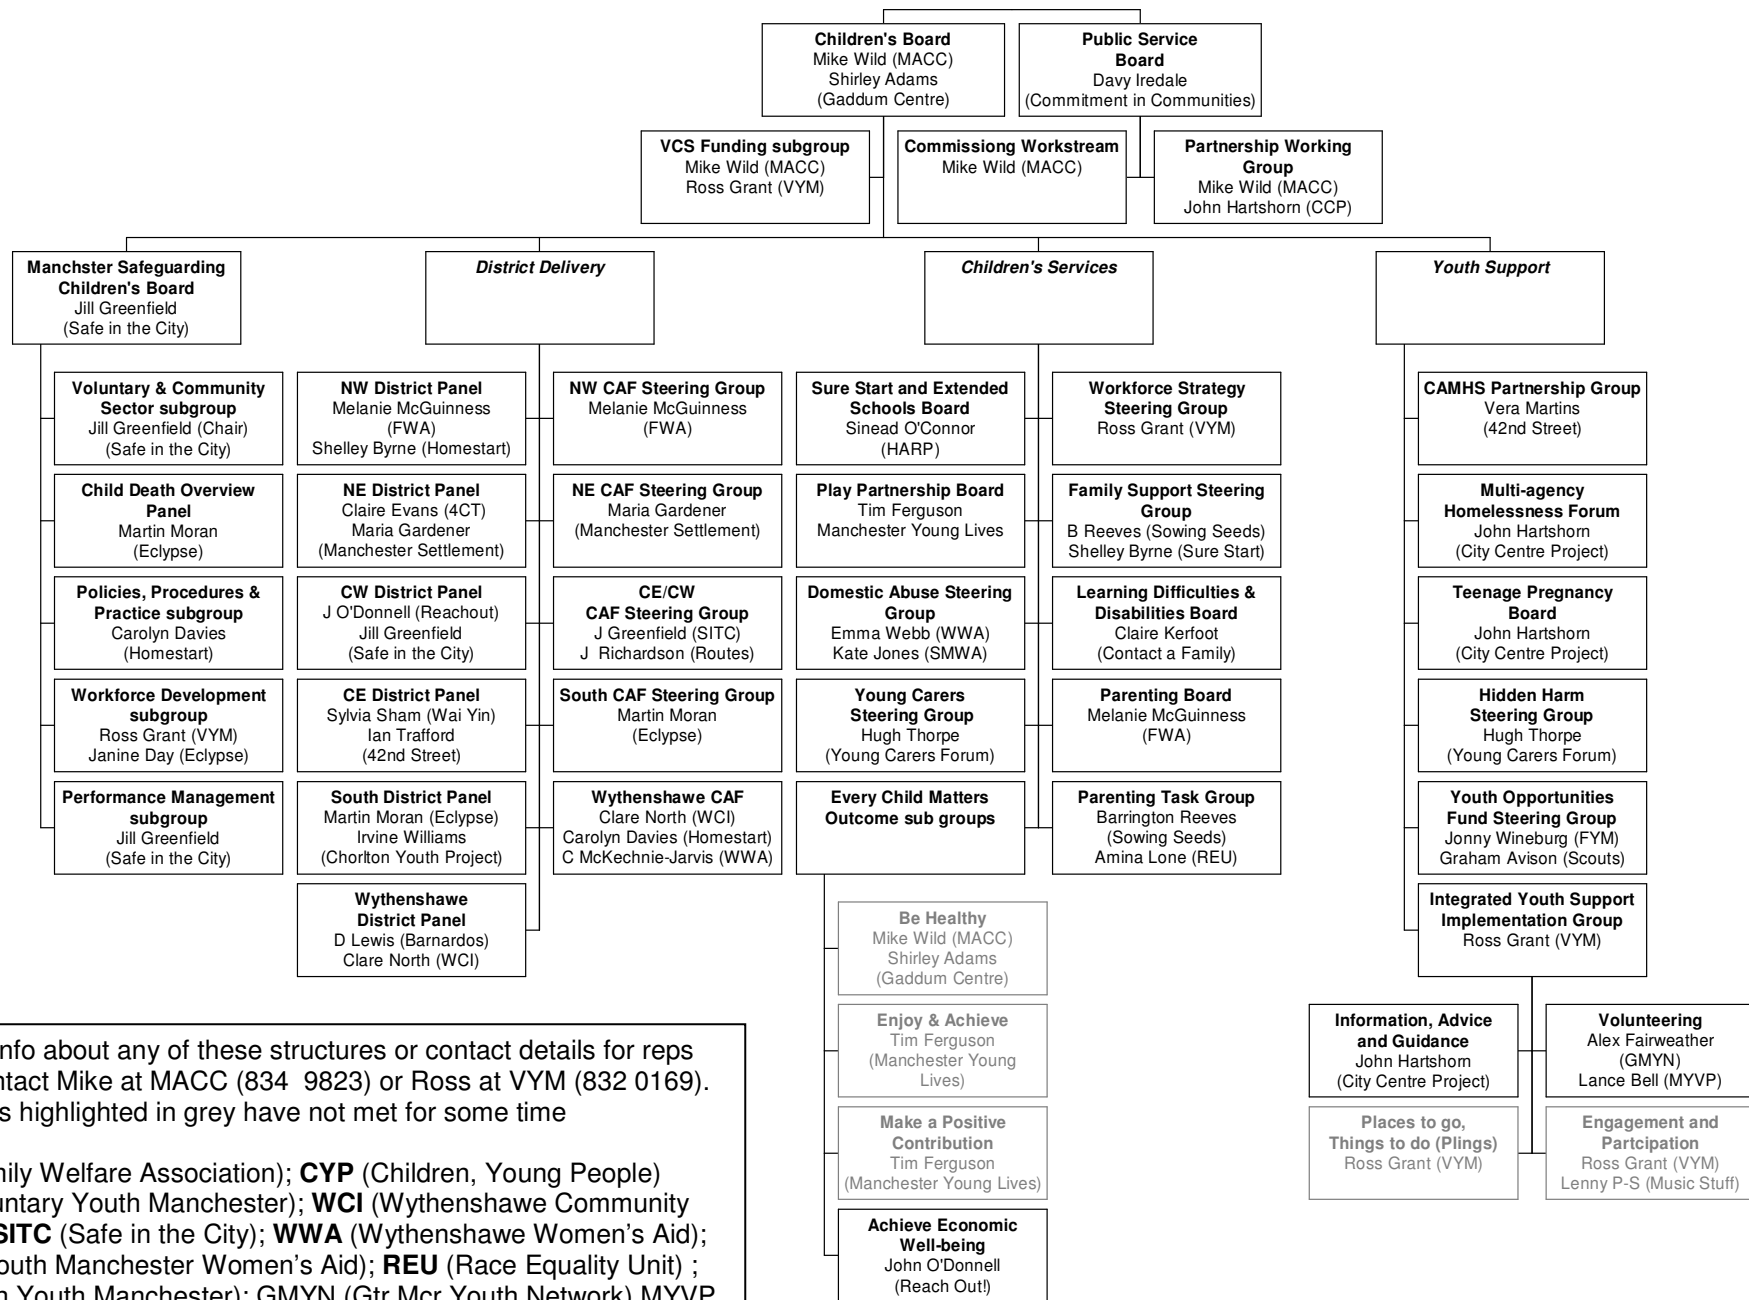 Children's Board
Mike Wild (MACC)
Shirley Adams
(Gaddum Centre)
Public Service
Board
Davy Iredale
(Commitment in Communities)
VCS Funding subgroup
Mike Wild (MACC)
Ross Grant (VYM)
Commissiong Workstream
Mike Wild (MACC)
Partnership Working
Group
Mike Wild (MACC)
John Hartshorn (CCP)
Manchster Safeguarding
Children's Board
Jill Greenfield
(Safe in the City)
District Delivery
Children's Services
Youth Support
Voluntary & Community
Sector subgroup
Jill Greenfield (Chair)
(Safe in the City)
Child Death Overview
Panel
Martin Moran
(Eclypse)
Policies, Procedures &
Practice subgroup
Carolyn Davies
(Homestart)
Workforce Development
subgroup
Ross Grant (VYM)
Janine Day (Eclypse)
Performance Management
subgroup
Jill Greenfield
(Safe in the City)
NW District Panel
Melanie McGuinness
(FWA)
Shelley Byrne (Homestart)
NE District Panel
Claire Evans (4CT)
Maria Gardener
(Manchester Settlement)
CW District Panel
J O'Donnell (Reachout)
Jill Greenfield
(Safe in the City)
CE District Panel
Sylvia Sham (Wai Yin)
Ian Trafford
(42nd Street)
South District Panel
Martin Moran (Eclypse)
Irvine Williams
(Chorlton Youth Project)
Wythenshawe
District Panel
D Lewis (Barnardos)
Clare North (WCI)
NW CAF Steering Group
Melanie McGuinness
(FWA)
NE CAF Steering Group
Maria Gardener
(Manchester Settlement)
CE/CW
CAF Steering Group
J Greenfield (SITC)
J Richardson (Routes)
South CAF Steering Group
Martin Moran
(Eclypse)
Wythenshawe CAF
Clare North (WCI)
Carolyn Davies (Homestart)
C McKechnie-Jarvis (WWA)
Sure Start and Extended
Schools Board
Sinead O'Connor
(HARP)
Play Partnership Board
Tim Ferguson
Manchester Young Lives
Domestic Abuse Steering
Group
Emma Webb (WWA)
Kate Jones (SMWA)
Young Carers
Steering Group
Hugh Thorpe
(Young Carers Forum)
Every Child Matters
Outcome sub groups
Be Healthy
Mike Wild (MACC)
Shirley Adams
(Gaddum Centre)
Enjoy & Achieve
Tim Ferguson
(Manchester Young
Lives)
Make a Positive
Contribution
Tim Ferguson
(Manchester Young Lives)
Achieve Economic
Well-being
John O'Donnell
(Reach Out!)
Workforce Strategy
Steering Group
Ross Grant (VYM)
Family Support Steering
Group
B Reeves (Sowing Seeds)
Shelley Byrne (Sure Start)
Learning Difficulties &
Disabilities Board
Claire Kerfoot
(Contact a Family)
Parenting Board
Melanie McGuinness
(FWA)
Parenting Task Group
Barrington Reeves
(Sowing Seeds)
Amina Lone (REU)
CAMHS Partnership Group
Vera Martins
(42nd Street)
Multi-agency
Homelessness Forum
John Hartshorn
(City Centre Project)
Teenage Pregnancy
Board
John Hartshorn
(City Centre Project)
Hidden Harm
Steering Group
Hugh Thorpe
(Young Carers Forum)
Youth Opportunities
Fund Steering Group
Jonny Wineburg (FYM)
Graham Avison (Scouts)
Integrated Youth Support
Implementation Group
Ross Grant (VYM)
Information, Advice
and Guidance
John Hartshorn
(City Centre Project)
Volunteering
Alex Fairweather
(GMYN)
Lance Bell (MYVP)
Places to go,
Things to do (Plings)
Ross Grant (VYM)
Engagement and
Partcipation
Ross Grant (VYM)
Lenny P-S (Music Stuff)
info about any of these structures or contact details for reps
Mike at MACC (834 9823) or Ross at VYM (832 0169).
highlighted in grey have not met for some time
Welfare Association); CYP (Children, Young People)
Youth Manchester); WCI (Wythenshawe Community
SITC (Safe in the City); WWA (Wythenshawe Women's Aid);
Manchester Women's Aid); REU (Race Equality Unit) ;
Youth Manchester); GMYN (Gtr Mcr Youth Network) MYVP